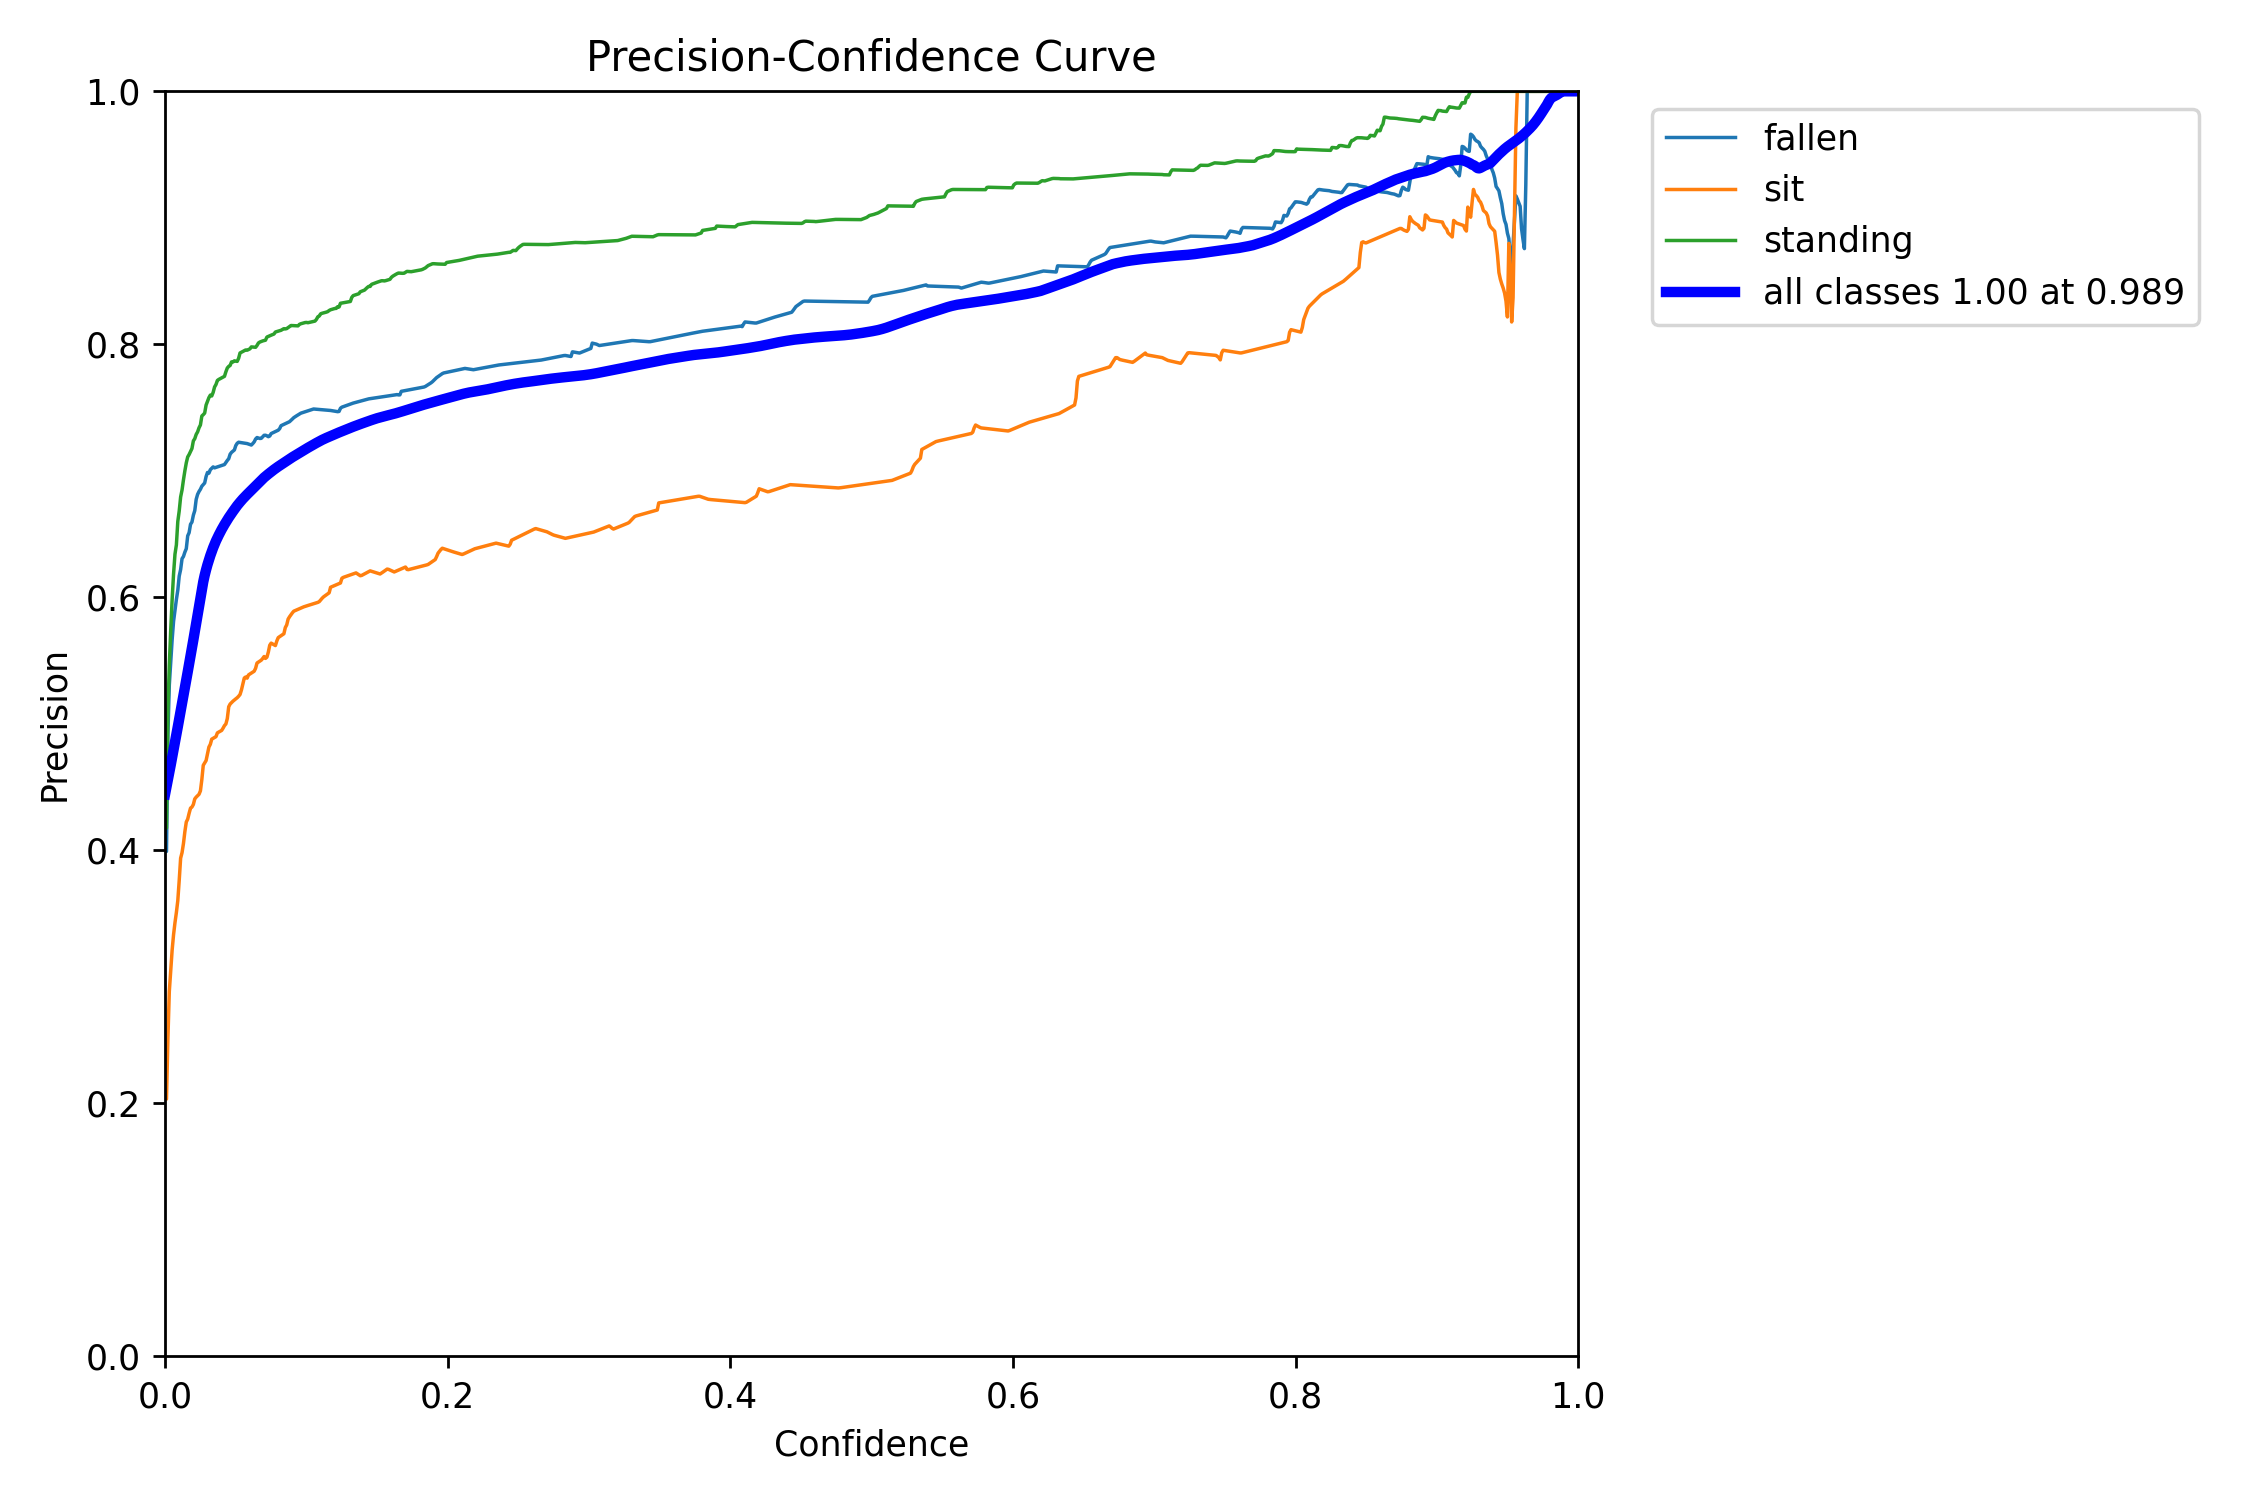 Precision-Confidence Curve
1.0
0.8
0.6
0.4
0.2
0.0
Precision
0.0 0.2 0.4 0.6 0.8 1.0
Confidence
fallen
sit
standing
all classes 1.00 at 0.989